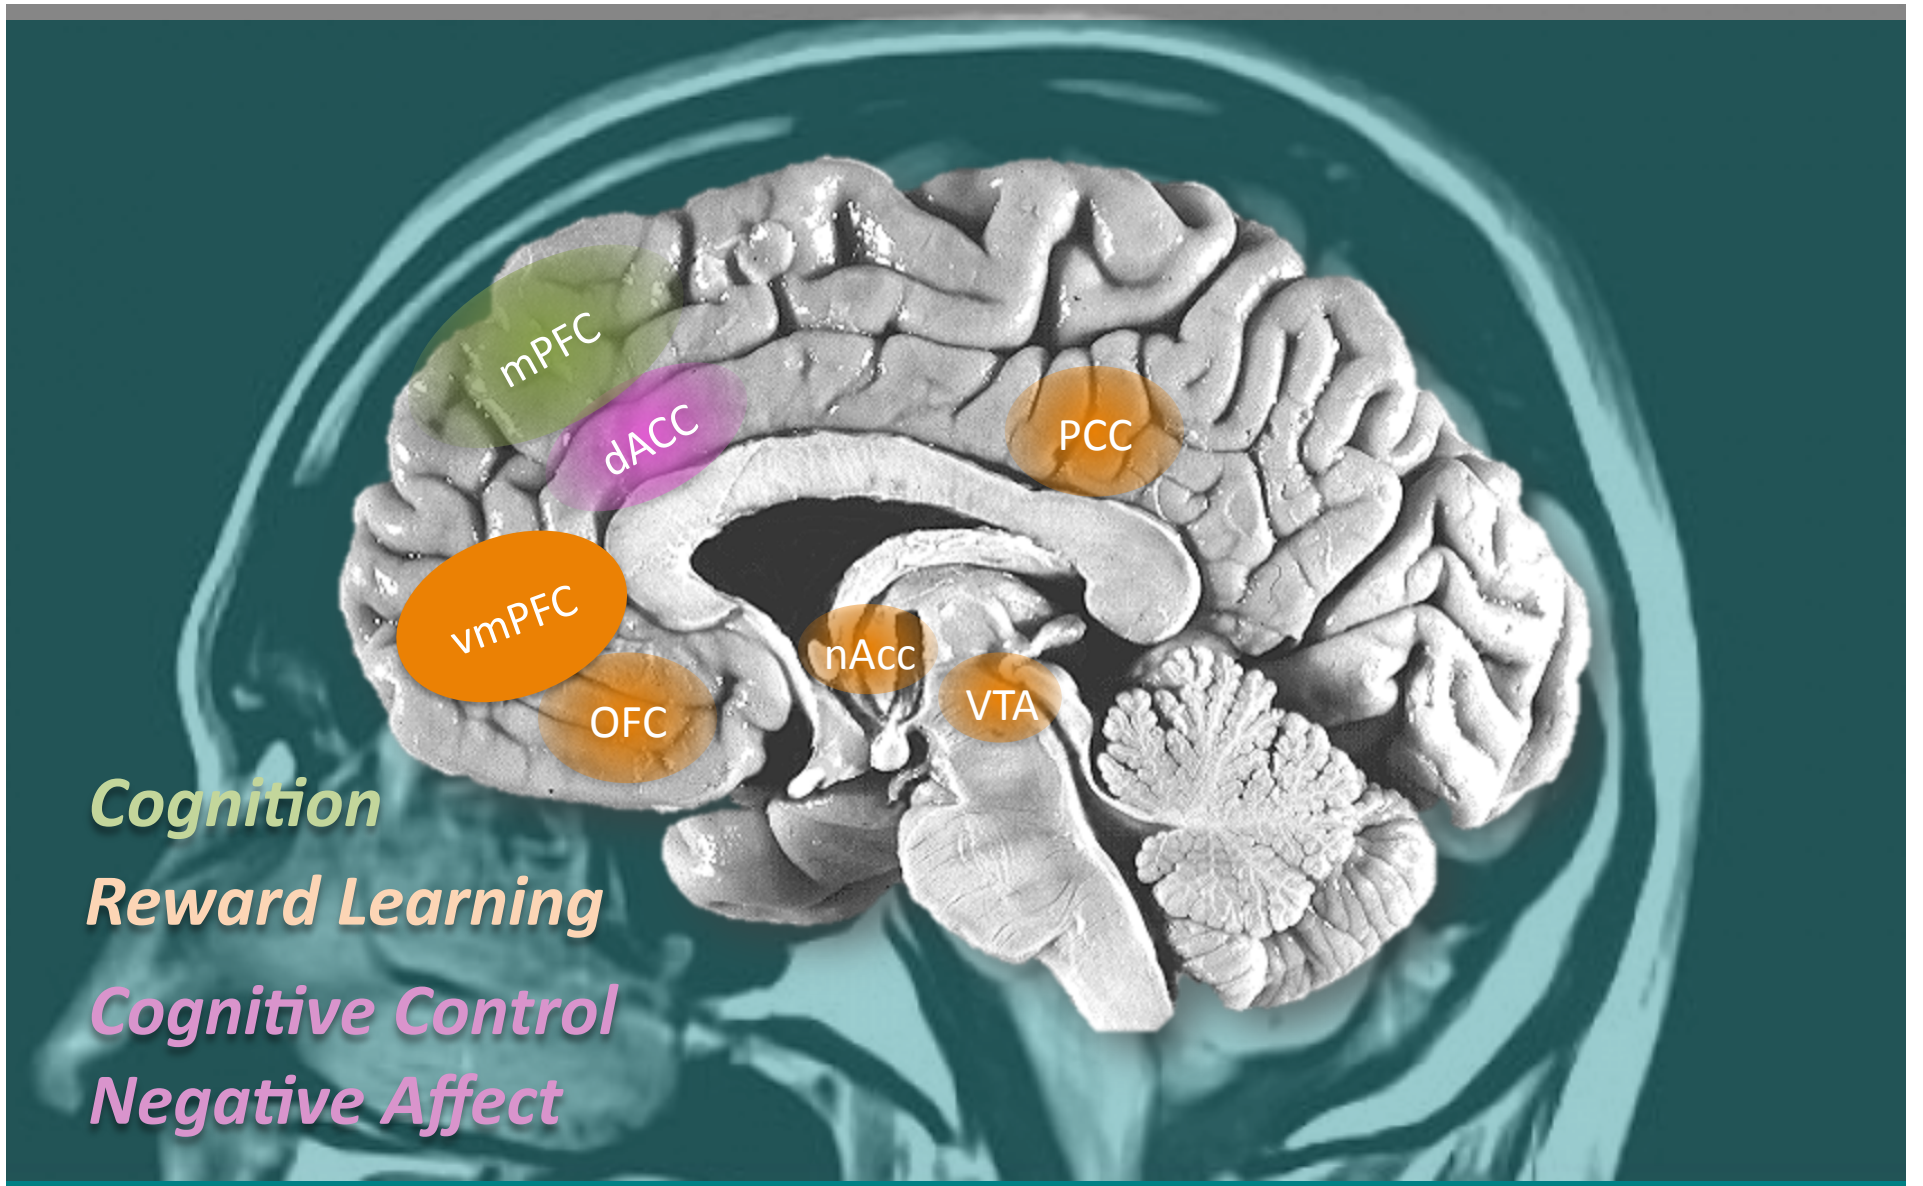 mPFC
dACC
PCC
vmPFC
nAcc
VTA
OFC
Cognition
Reward Learning
Cognitive Control
Negative Affect